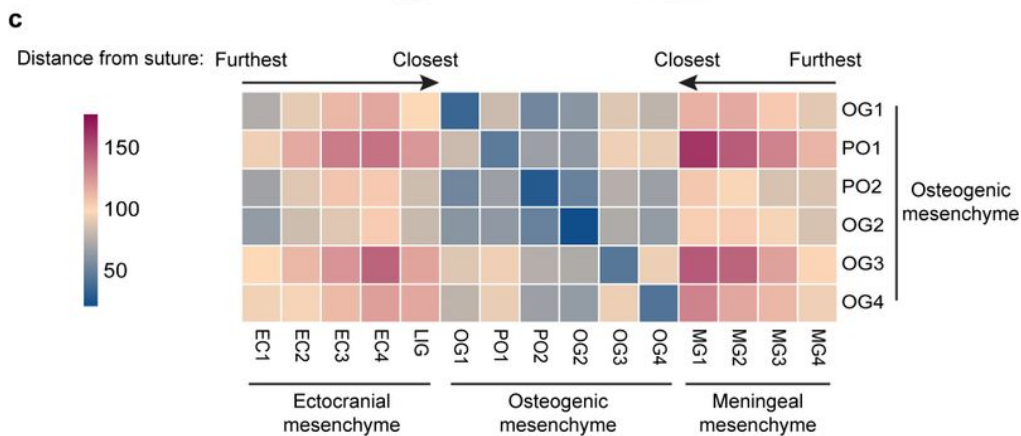 c
Distance from suture: Furthest Closest Closest Furthest
150
100
50
OG1
PO1
PO2
OG2
OG3
OG4
Osteogenic
mesenchyme
EC1 EC2 EC3 EC4 LIG OG1 PO1 PO2 OG2 OG3 OG4 MG1 MG2 MG3 MG4
Ectocranial
mesenchyme
Osteogenic
mesenchyme
Meningeal
mesenchyme